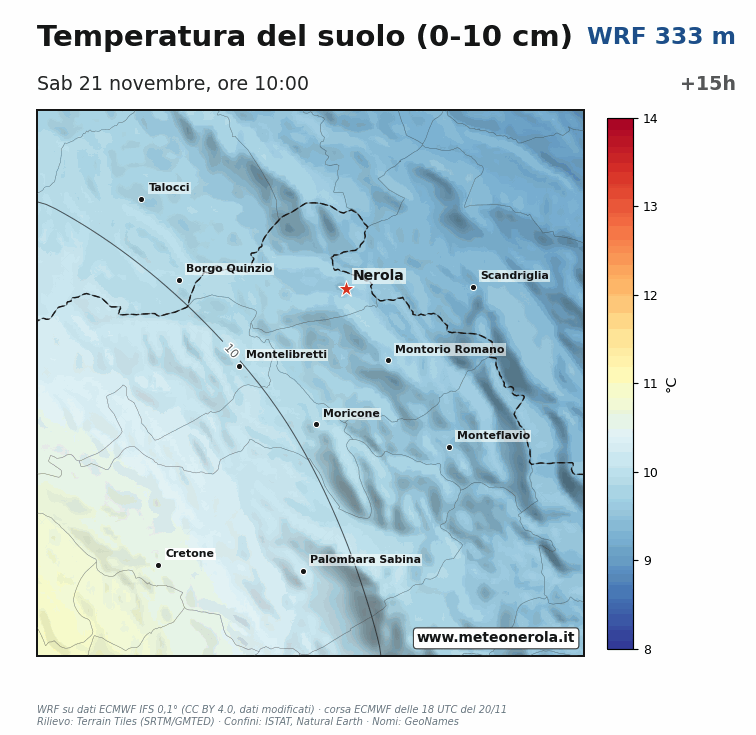 Temperatura del suolo (0-10 cm) WRF 333 m
Sab 21 novembre, ore 10:00 +15h
Talocci
Borgo Quinzio
Nerola
Scandriglia
10
Montelibretti
Montorio Romano
Moricone
Monteflavio
Cretone
Palombara Sabina
www.meteonerola.it
14
13
12
11
10
9
8
°C
WRF su dati ECMWF IFS 0,1° (CC BY 4.0, dati modificati) · corsa ECMWF delle 18 UTC del 20/11
Rilievo: Terrain Tiles (SRTM/GMTED) · Confini: ISTAT, Natural Earth · Nomi: GeoNames